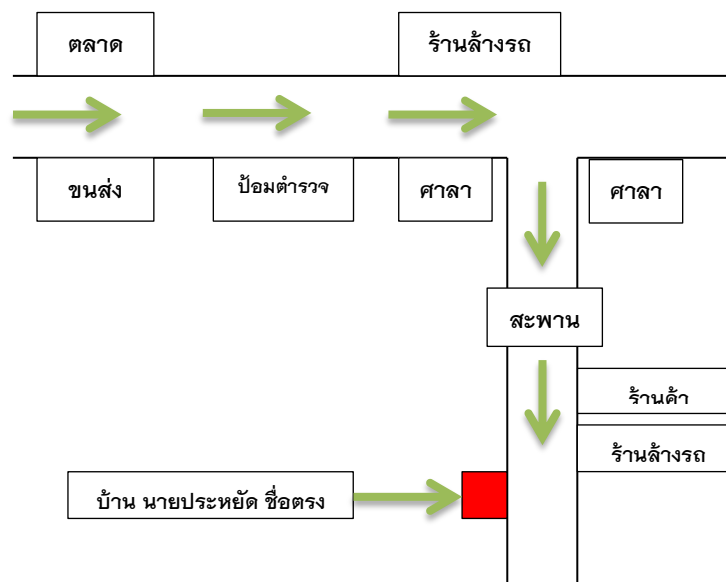 ตลาด
ร้านล้างรถ
ขนส่ง
ป้อมตำรวจ
ศาลา
ศาลา
สะพาน
ร้านค้า
ร้านล้างรถ
บ้าน นายประหยัด ซื่อตรง